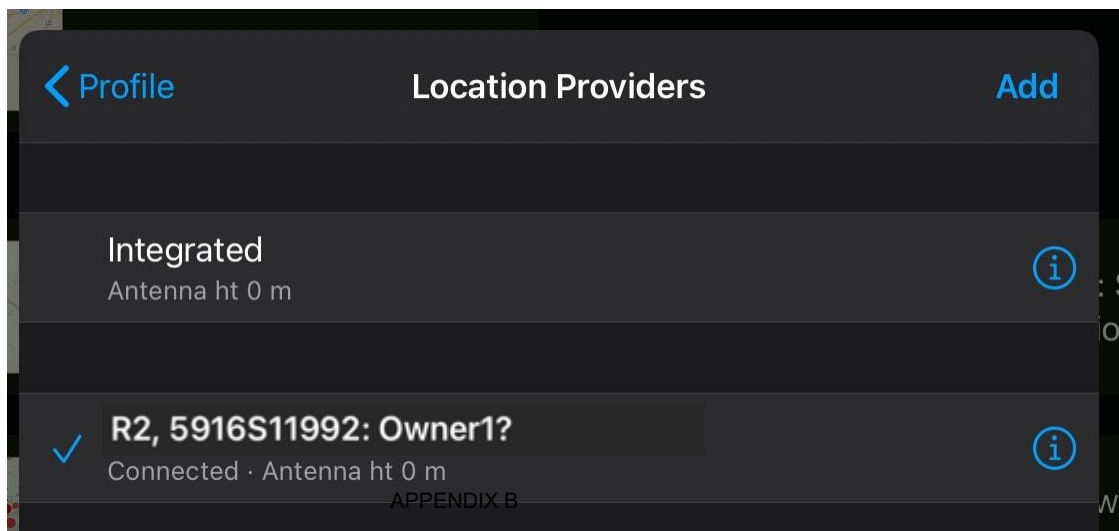 Profile
Location Providers
Add
Integrated
Antenna ht 0 m
R2, 5916S11992: Owner1?
Connected · Antenna ht 0 m
APPENDIX B